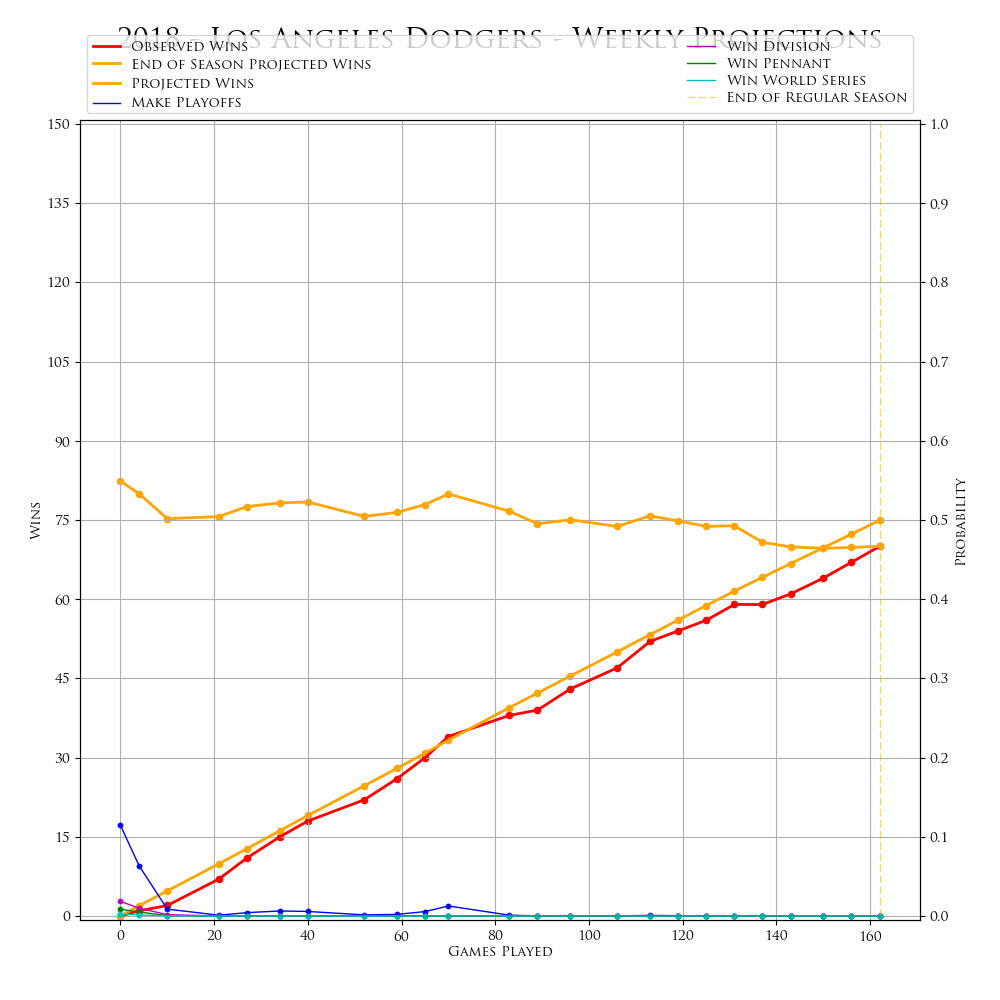 2018 - Los Angeles Dodgers - Weekly Projections
Observed Wins
End of Season Projected Wins
Projected Wins
Make Playoffs
Win Division
Win Pennant
Win World Series
End of Regular Season
150
135
120
105
90
75
60
45
30
15
0
Wins
1.0
0.9
0.8
0.7
0.6
0.5
0.4
0.3
0.2
0.1
0.0
Probability
0 20 40 60 80 100 120 140 160
Games Played